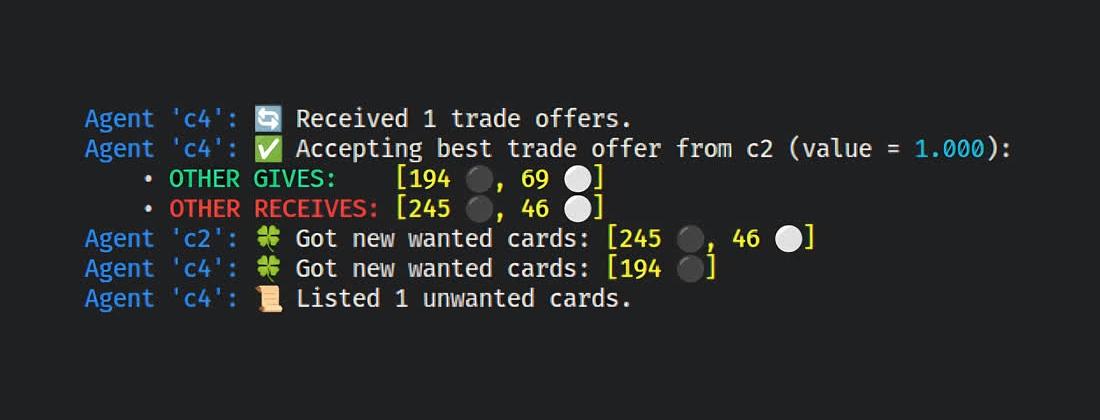 Agent 'c4': 🔄 Received 1 trade offers.
Agent 'c4': ✅ Accepting best trade offer from c2 (value = 1.000):
• OTHER GIVES: [194 ⚫, 69 ⚪]
• OTHER RECEIVES: [245 ⚫, 46 ⚪]
Agent 'c2': 🍀 Got new wanted cards: [245 ⚫, 46 ⚪]
Agent 'c4': 🍀 Got new wanted cards: [194 ⚫]
Agent 'c4': 📜 Listed 1 unwanted cards.